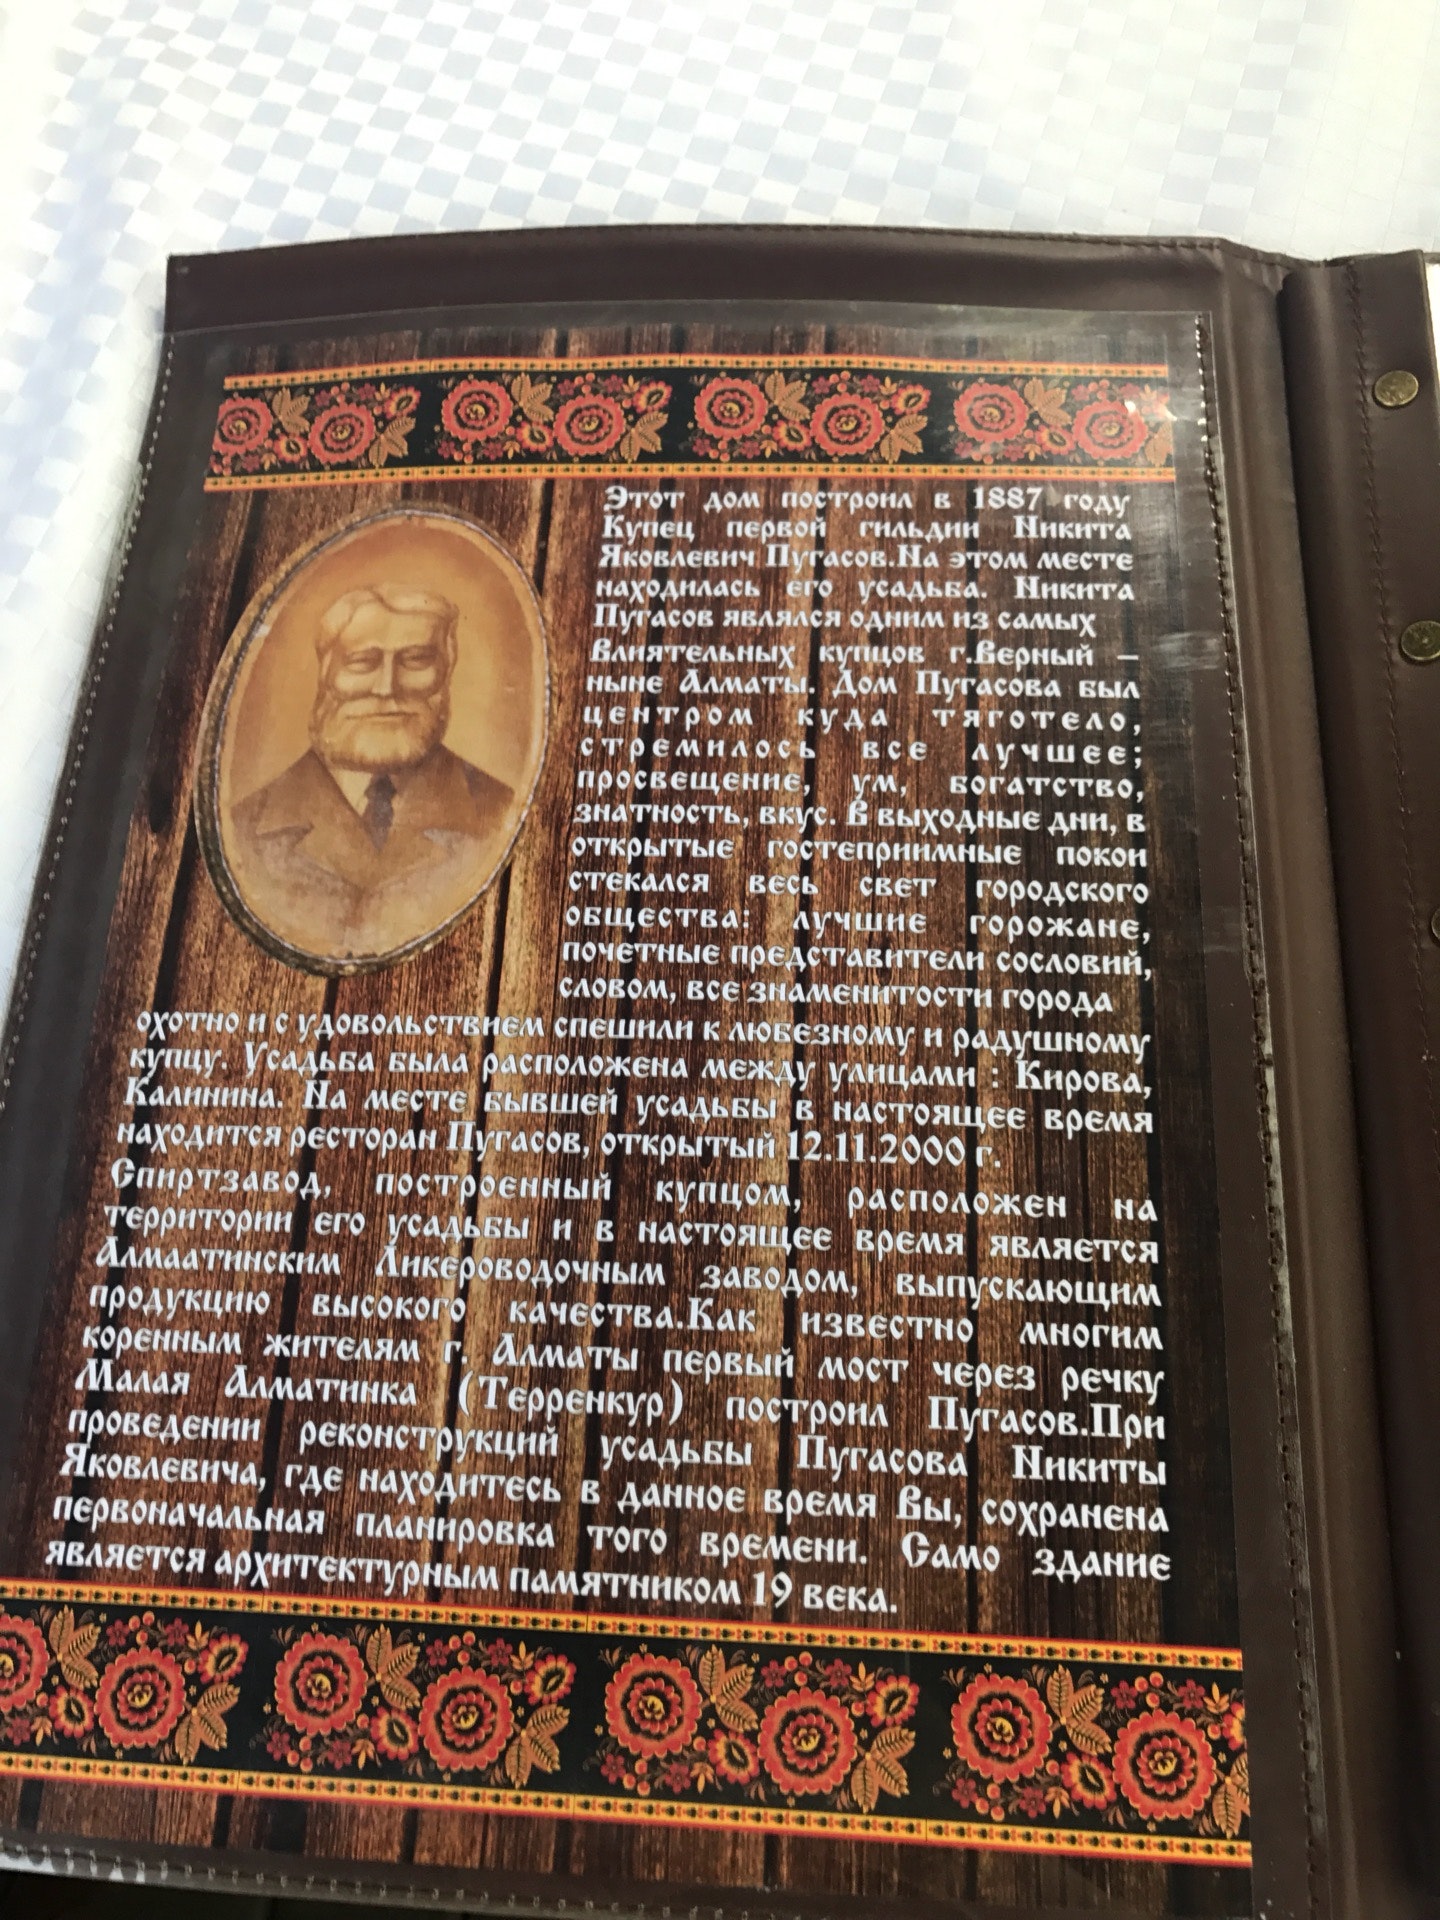 Этот дом построил в 1887 году
Купец первой гильдии Никита
Яковлевич Пугасов.На этом месте
находилась его усадьба. Никита
Пугасов являлся одним из самых
влиятельных купцов г.Верный –
ныне Алматы. Дом Пугасова был
центром куда тяготело,
стремилось все лучшее;
просвещение, ум, богатство,
знатность, вкус. В выходные дни, в
открытые гостеприимные покои
стекался весь свет городского
общества: лучшие горожане,
почетные представители сословий,
словом, все знаменитости города
охотно и с удовольствием спешили к любезному и радушному
купцу. Усадьба была расположена между улицами : Кирова,
Калинина. На месте бывшей усадьбы в настоящее время
находится ресторан Пугасов, открытый 12.11.2000 г.
Спиртзавод, построенный купцом, расположен на
территории его усадьбы и в настоящее время является
Алмаатинским Ликероводочным заводом, выпускающим
продукцию высокого качества.Как известно многим
коренным жителям г. Алматы первый мост через речку
Малая Алматинка (Терренкур) построил Пугасов.При
проведении реконструкций усадьбы Пугасова Никиты
Яковлевича, где находитесь в данное время Вы, сохранена
первоначальная планировка того времени. Само здание
является архитектурным памятником 19 века.